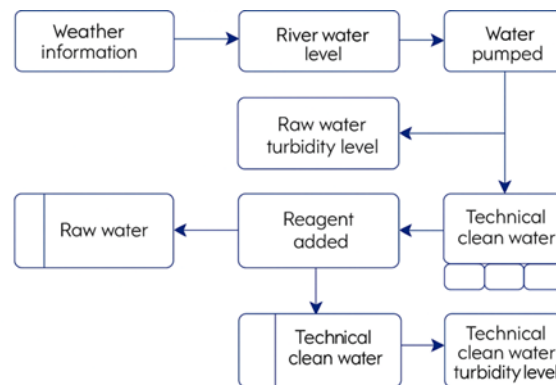 Weather
information
River water
level
Water
pumped
Raw water
turbidity level
Raw water
Reagent
added
Technical
clean water
Technical
clean water
Technical
clean water
turbidity level